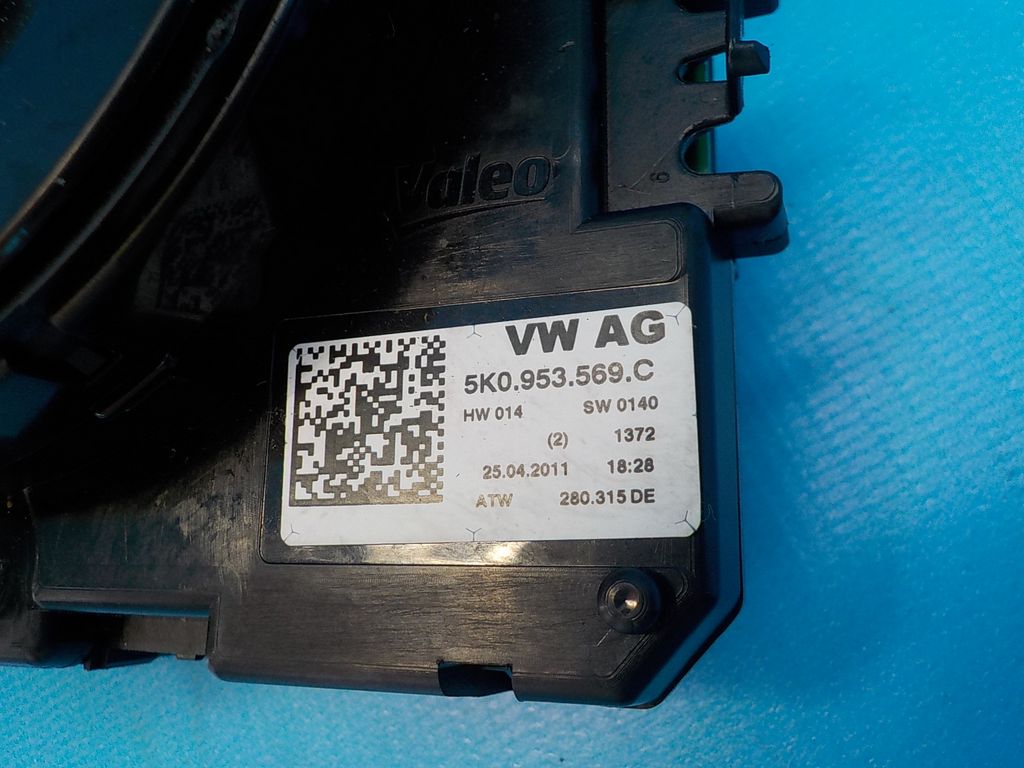 Valeo
9
VW AG
5K0.953.569.C
HW 014 SW 0140
(2) 1372
25.04.2011 18:28
ATW 280.315 DE